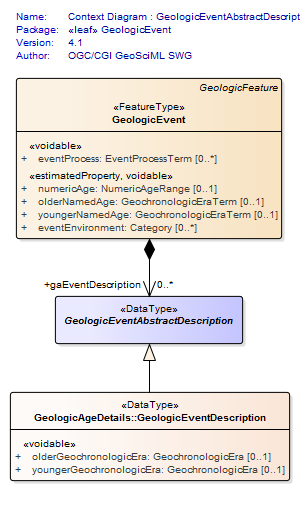 Name: Context Diagram : GeologicEventAbstractDescript
Package: «leaf» GeologicEvent
Version: 4.1
Author: OGC/CGI GeoSciML SWG
GeologicFeature
«FeatureType»
GeologicEvent
«voidable»
+ eventProcess: EventProcessTerm [0..*]
«estimatedProperty, voidable»
+ numericAge: NumericAgeRange [0..1]
+ olderNamedAge: GeochronologicEraTerm [0..1]
+ youngerNamedAge: GeochronologicEraTerm [0..1]
+ eventEnvironment: Category [0..*]
+gaEventDescription 0..*
«DataType»
GeologicEventAbstractDescription
«DataType»
GeologicAgeDetails::GeologicEventDescription
«voidable»
+ olderGeochronologicEra: GeochronologicEra [0..1]
+ youngerGeochronologicEra: GeochronologicEra [0..1]